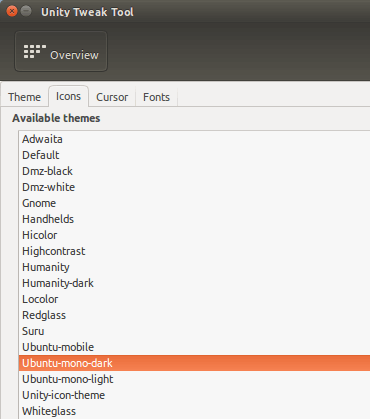 Unity Tweak Tool
Overview
Theme Icons Cursor Fonts
Available themes
Adwaita
Default
Dmz-black
Dmz-white
Gnome
Handhelds
Hicolor
Highcontrast
Humanity
Humanity-dark
Locolor
Redglass
Suru
Ubuntu-mobile
Ubuntu-mono-dark
Ubuntu-mono-light
Unity-icon-theme
Whiteglass